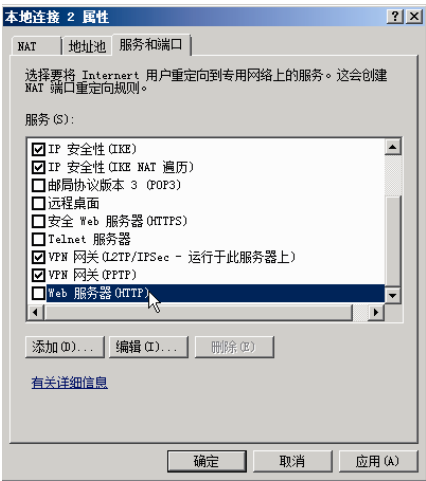 本地连接 2 属性
NAT 地址池 服务和端口
选择要将 Internert 用户重定向到专用网络上的服务。这会创建
NAT 端口重定向规则。
服务(S):
IP 安全性(IKE)
IP 安全性(IKE NAT 遍历)
邮局协议版本 3 (POP3)
远程桌面
安全 Web 服务器(HTTPS)
Telnet 服务器
VPN 网关(L2TP/IPSec - 运行于此服务器上)
VPN 网关(PPTP)
Web 服务器(HTTP)
添加(D)... 编辑(I)... 删除(E)
有关详细信息
确定 取消 应用(A)